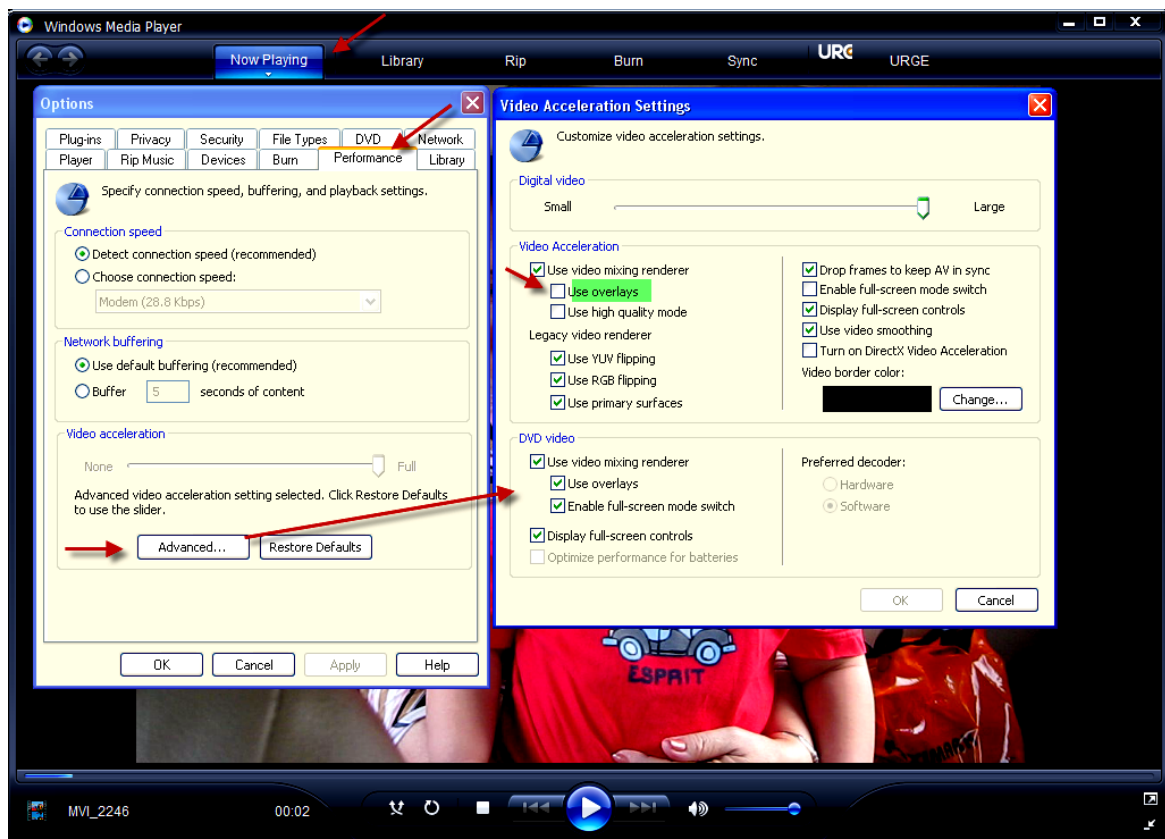 Windows Media Player
Now Playing
Library
Rip
Burn
Sync
URGE
URGE
Options
Plug-ins
Privacy
Security
File Types
DVD
Network
Player
Rip Music
Devices
Burn
Performance
Library
Specify connection speed, buffering, and playback settings.
Connection speed
Detect connection speed (recommended)
Choose connection speed:
Modem (28.8 Kbps)
Network buffering
Use default buffering (recommended)
Buffer 5 seconds of content
Video acceleration
None
Full
Advanced video acceleration setting selected. Click Restore Defaults
to use the slider.
Advanced...
Restore Defaults
OK
Cancel
Apply
Help
Video Acceleration Settings
Customize video acceleration settings.
Digital video
Small
Large
Video Acceleration
Use video mixing renderer
Use overlays
Use high quality mode
Legacy video renderer
Use YUV flipping
Use RGB flipping
Use primary surfaces
Drop frames to keep AV in sync
Enable full-screen mode switch
Display full-screen controls
Use video smoothing
Turn on DirectX Video Acceleration
Video border color:
Change...
DVD video
Use video mixing renderer
Use overlays
Enable full-screen mode switch
Display full-screen controls
Optimize performance for batteries
Preferred decoder:
Hardware
Software
OK
Cancel
ESPRIT
MVI_2246
00:02